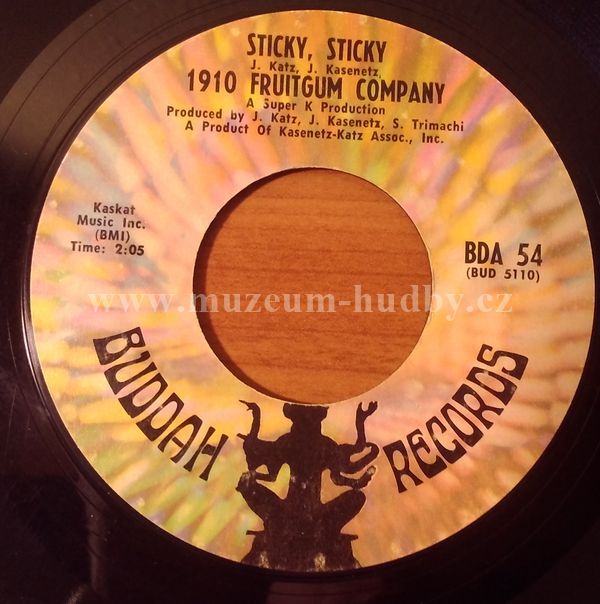 STICKY, STICKY
J. Katz, J. Kasenetz
1910 FRUITGUM COMPANY
A Super K Production
Produced by J. Katz, J. Kasenetz, S. Trimachi
A Product Of Kasenetz-Katz Assoc., Inc.
Kaskat
Music Inc.
(BMI)
Time: 2:05
BDA 54
(BUD 5110)
www.muzeum-hudby.cz
BUDDAH RECORDS